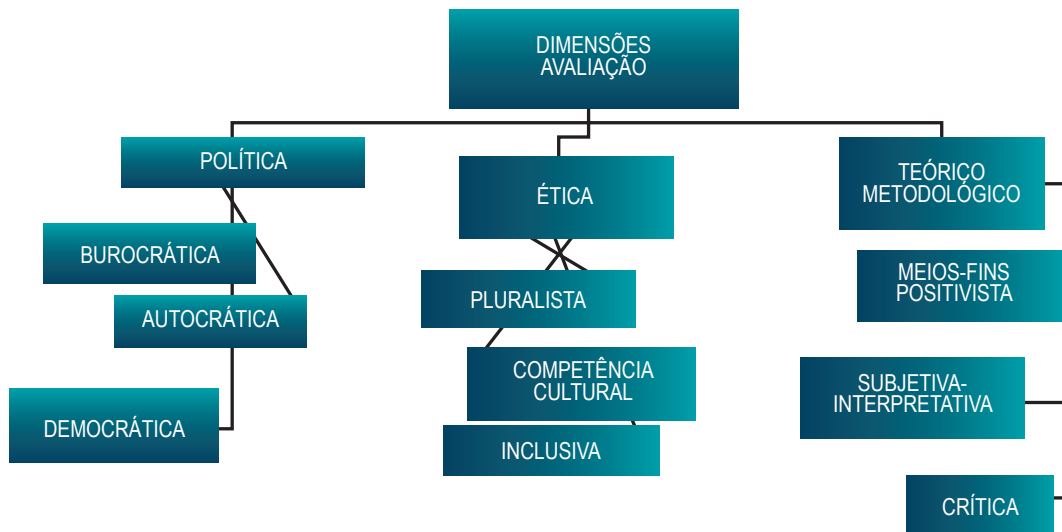 DIMENSÕES
AVALIAÇÃO
POLÍTICA
BUROCRÁTICA
AUTOCRÁTICA
DEMOCRÁTICA
ÉTICA
PLURALISTA
COMPETÊNCIA
CULTURAL
INCLUSIVA
TEÓRICO
METODOLÓGICO
MEIOS-FINS
POSITIVISTA
SUBJETIVA-
INTERPRETATIVA
CRÍTICA